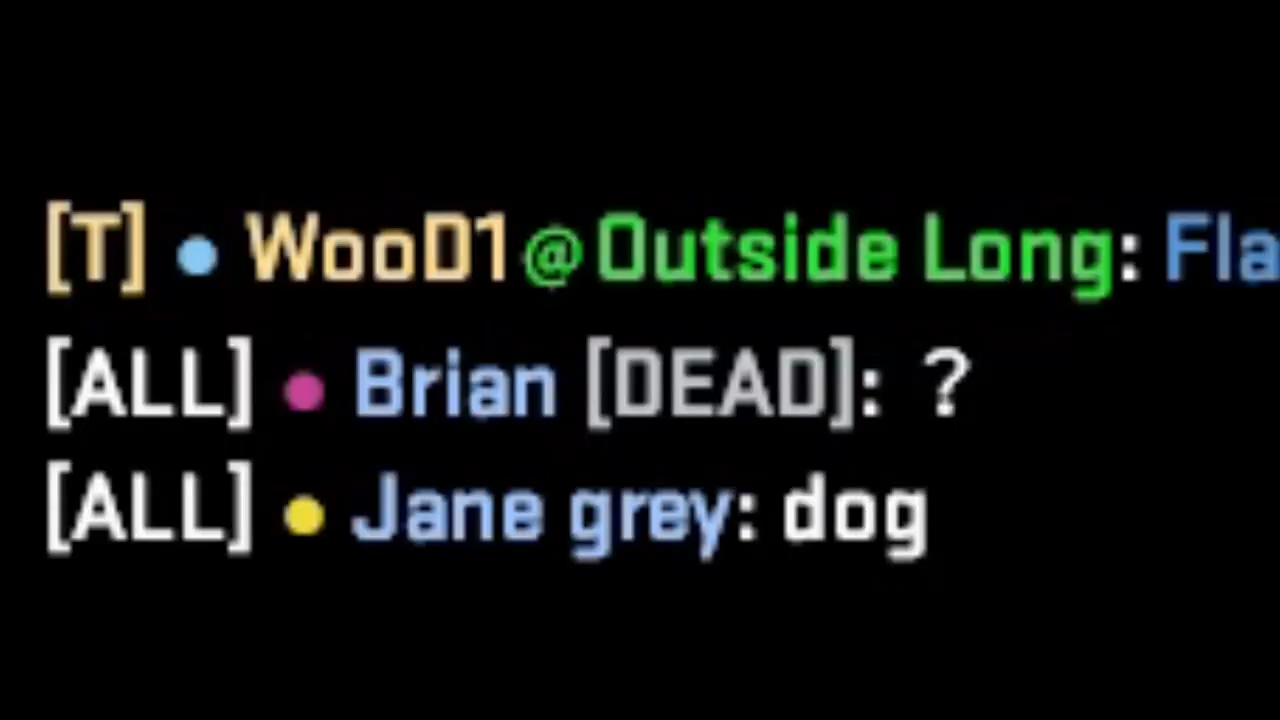 [T] • WooD1@Outside Long: Fla
[ALL] • Brian [DEAD]: ?
[ALL] • Jane grey: dog